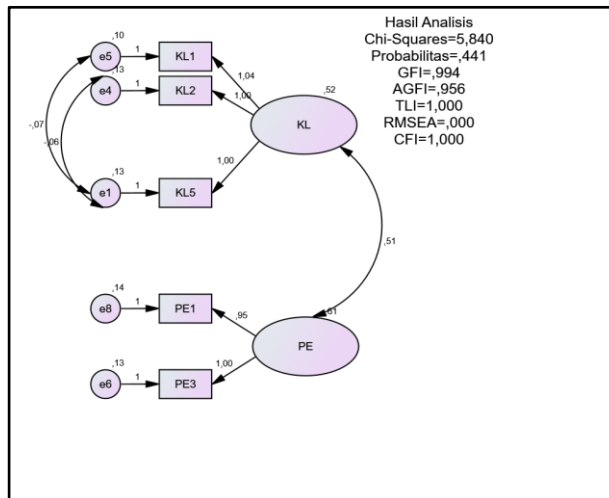 Hasil Analisis
Chi-Squares=5,840
Probabilitas=,441
GFI=,994
AGFI=,956
TLI=1,000
RMSEA=,000
CFI=1,000
,10
e5
1
KL1
1,04
,13
e4
1
KL2
1,00
,52
KL
-,07
-,06
,13
e1
1
KL5
1,00
,51
,14
e8
1
PE1
,95
,61
PE
,13
e6
1
PE3
1,00